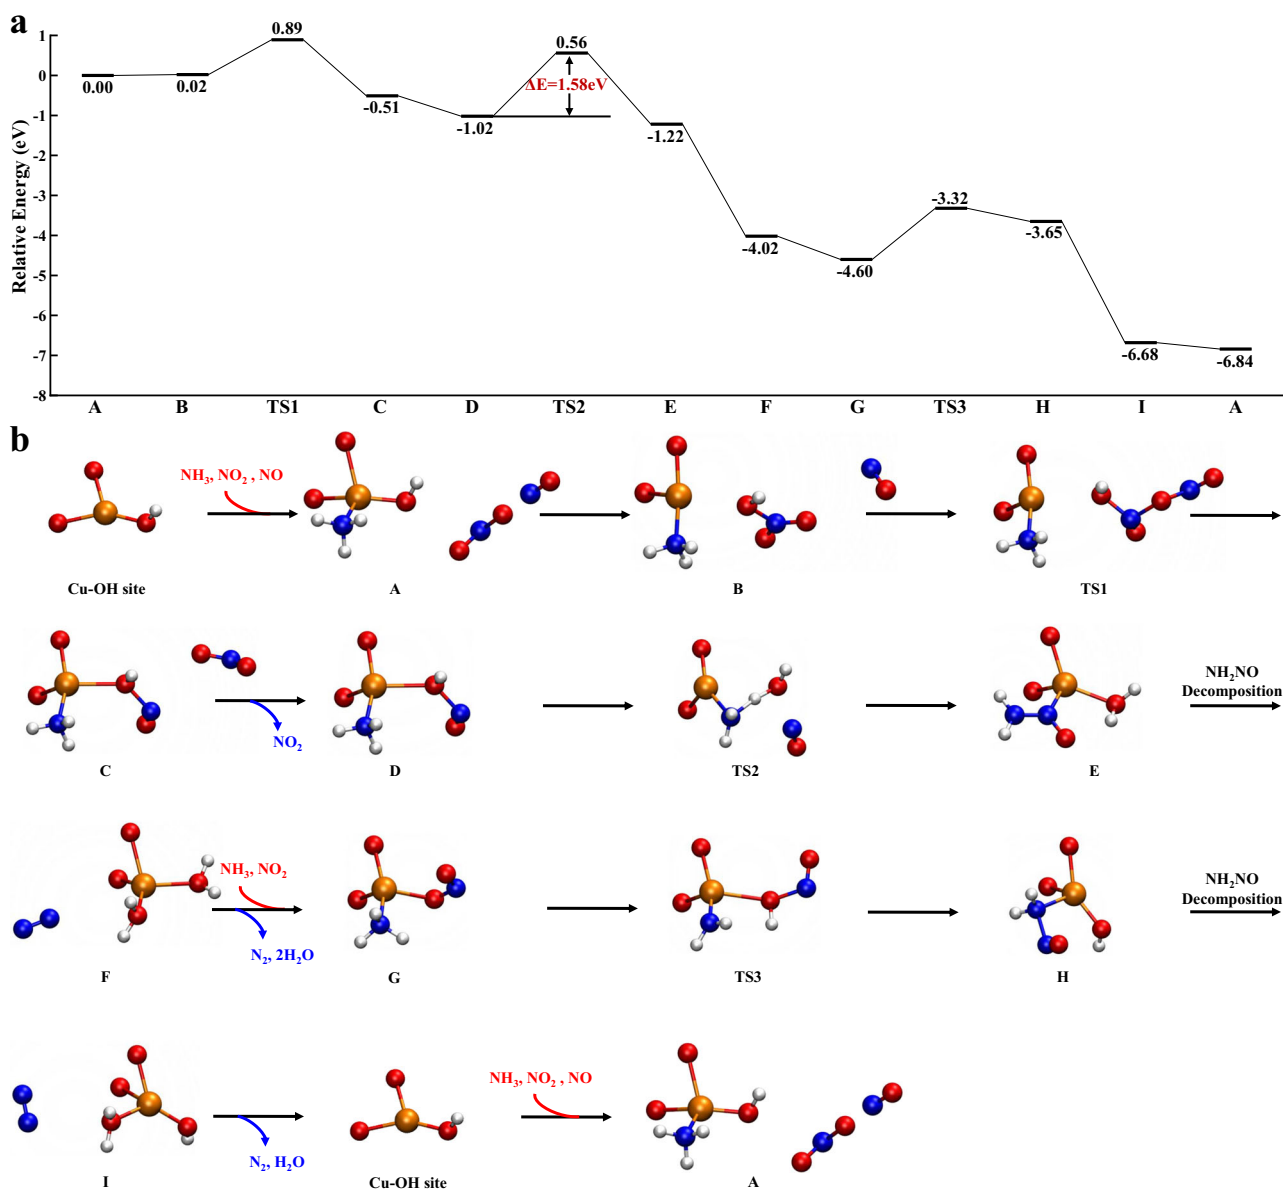 a
Relative Energy (eV)
1
0
-1
-2
-3
-4
-5
-6
-7
-8
0.00
0.02
0.89
-0.51
-1.02
0.56
ΔE=1.58eV
-1.22
-4.02
-4.60
-3.32
-3.65
-6.68
-6.84
A B TS1 C D TS2 E F G TS3 H I A
b
NH₃, NO₂ , NO
Cu-OH site
A
B
TS1
NO₂
NH₂NO
Decomposition
C
D
TS2
E
NH₃, NO₂
N₂, 2H₂O
NH₂NO
Decomposition
F
G
TS3
H
N₂, H₂O
NH₃, NO₂ , NO
I
Cu-OH site
A